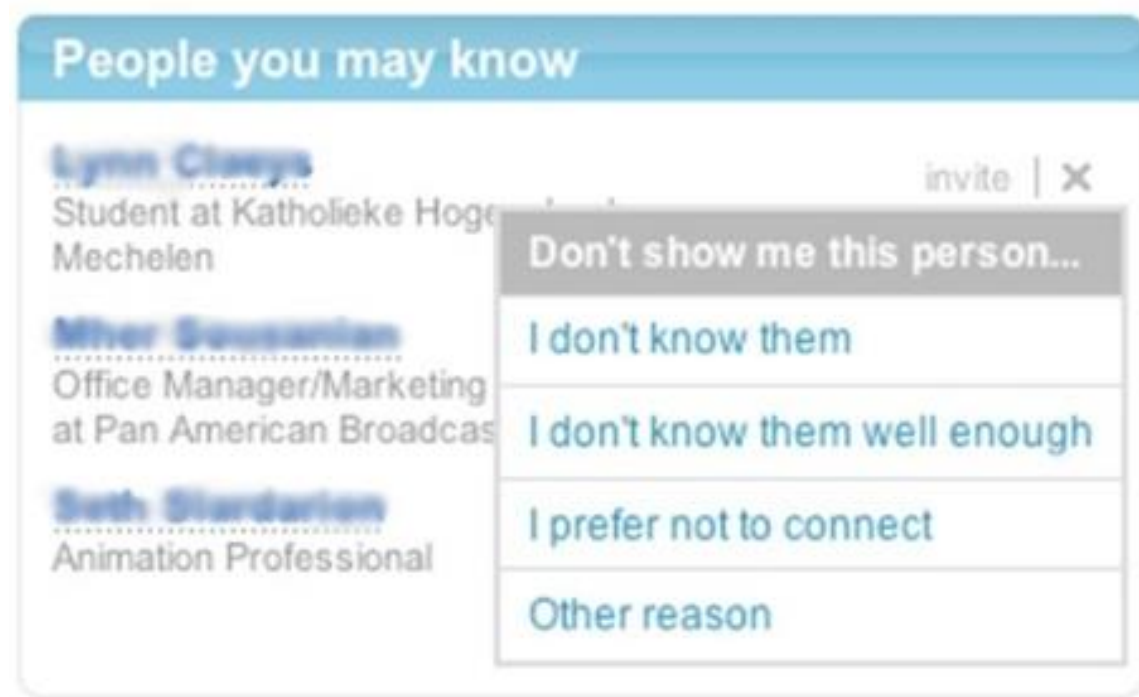 People you may know
invite | ×
Student at Katholieke Hoge
Mechelen
Don't show me this person...
I don't know them
Office Manager/Marketing
at Pan American Broadcas
I don't know them well enough
I prefer not to connect
Animation Professional
Other reason